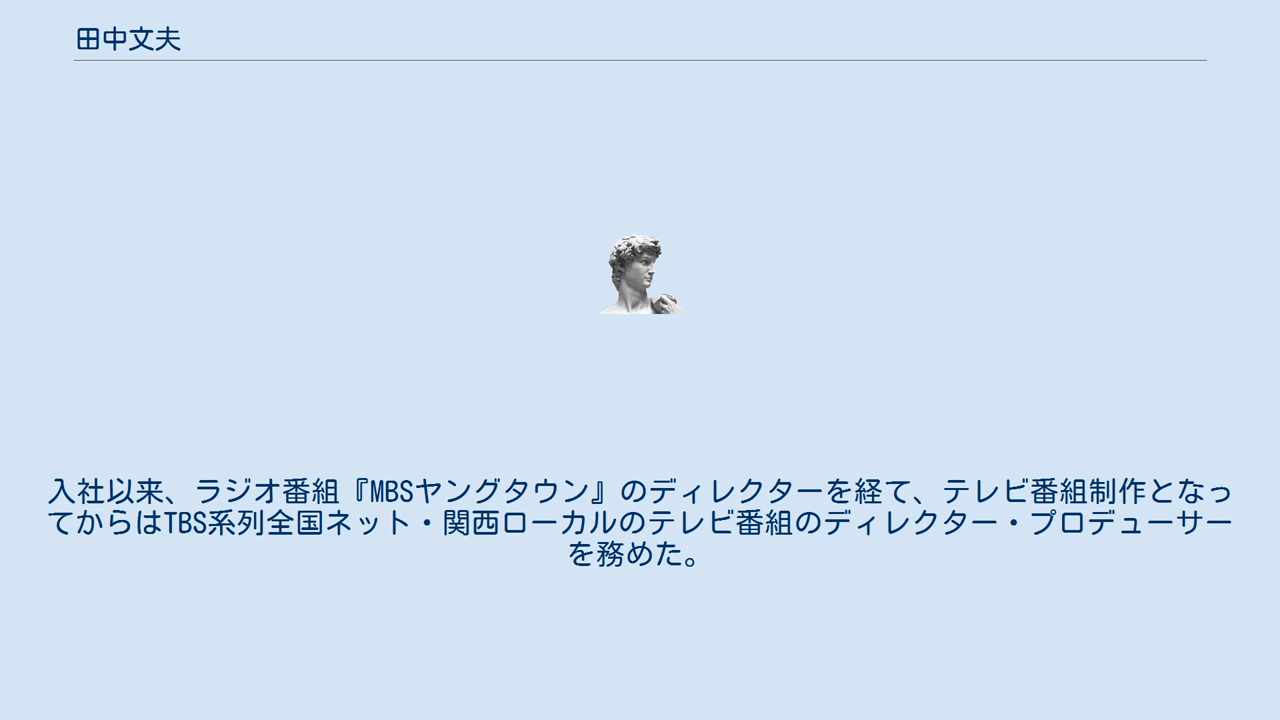 田中文夫
入社以来、ラジオ番組『MBSヤングタウン』のディレクターを経て、テレビ番組制作となっ
てからはTBS系列全国ネット・関西ローカルのテレビ番組のディレクター・プロデューサー
を務めた。